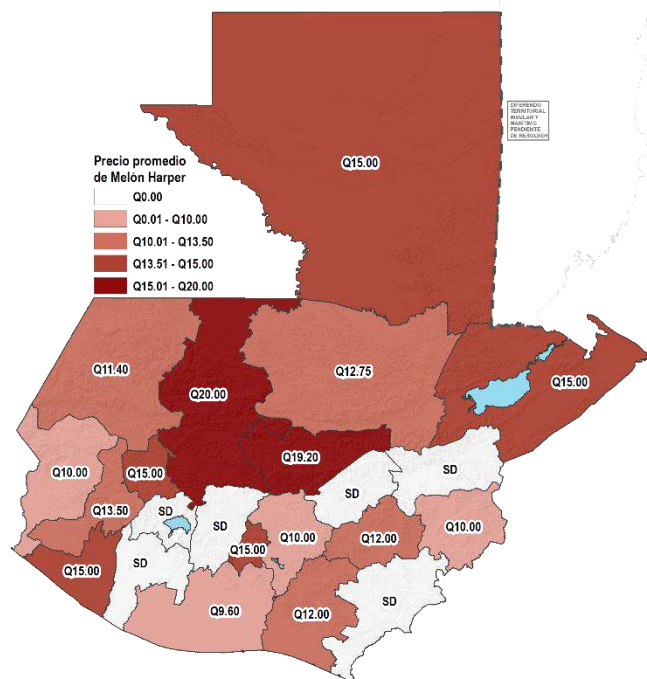 Q15.00
DIFERENDO
TERRITORIAL
INSULAR Y
MARÍTIMO
PENDIENTE
DE RESOLVER
Precio promedio
de Melón Harper
Q0.00
Q0.01 - Q10.00
Q10.01 - Q13.50
Q13.51 - Q15.00
Q15.01 - Q20.00
Q11.40
Q12.75
Q20.00
Q15.00
Q19.20
Q10.00
Q15.00
SD
SD
Q13.50
SD
SD
Q10.00
Q12.00
Q10.00
Q15.00
Q15.00
SD
SD
Q9.60
Q12.00